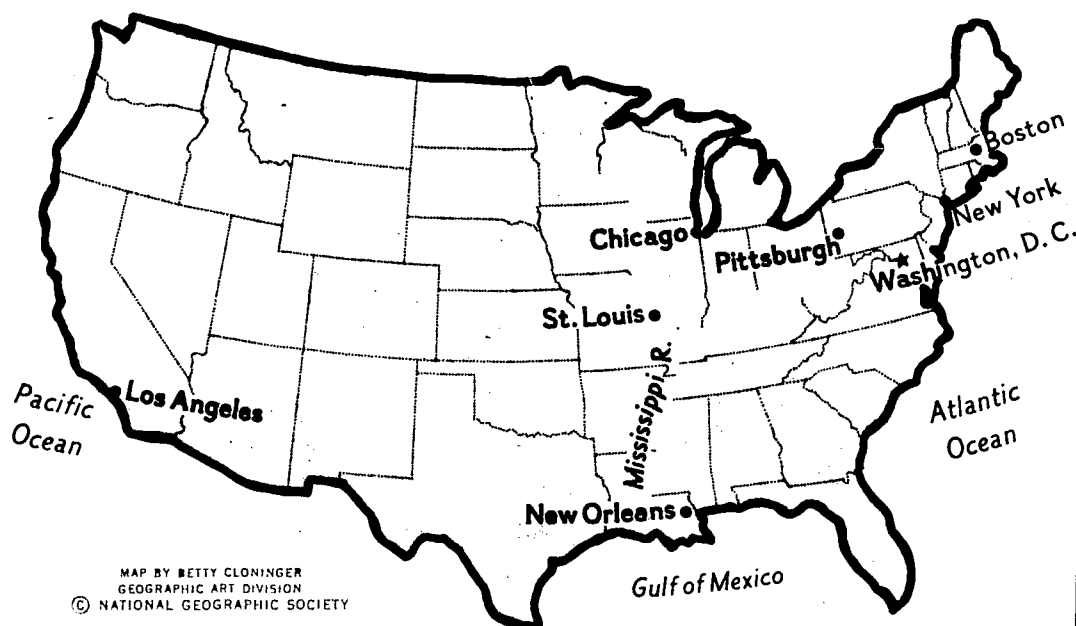 Boston
New York
Chicago
Pittsburgh
Washington, D. C.
St. Louis
Mississippi R.
Los Angeles
Pacific
Ocean
Atlantic
Ocean
New Orleans
Gulf of Mexico
MAP BY BETTY CLONINGER
GEOGRAPHIC ART DIVISION
© NATIONAL GEOGRAPHIC SOCIETY